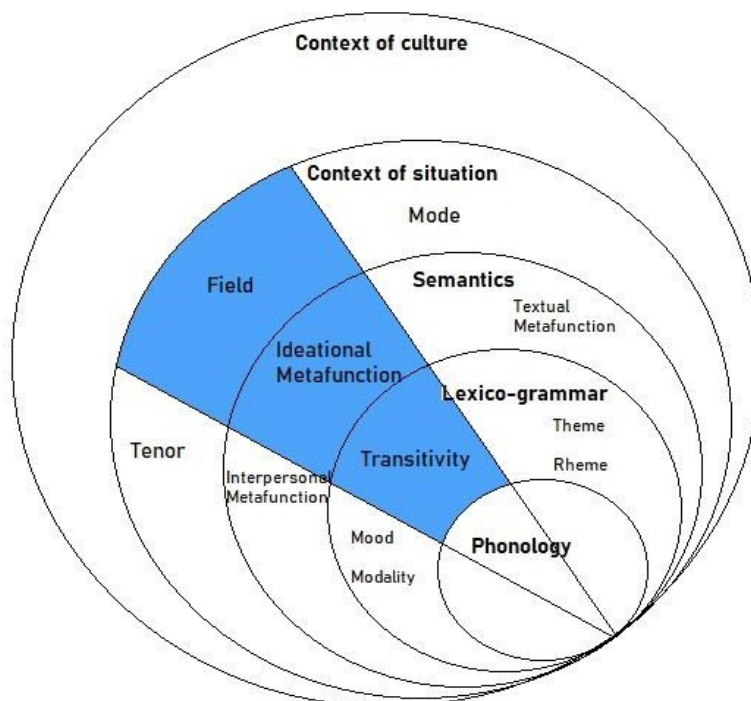 Context of culture
Context of situation
Mode
Field
Semantics
Textual
Metafunction
Ideational
Metafunction
Lexico-grammar
Theme
Tenor
Transitivity
Rheme
Interpersonal
Metafunction
Mood
Phonology
Modality